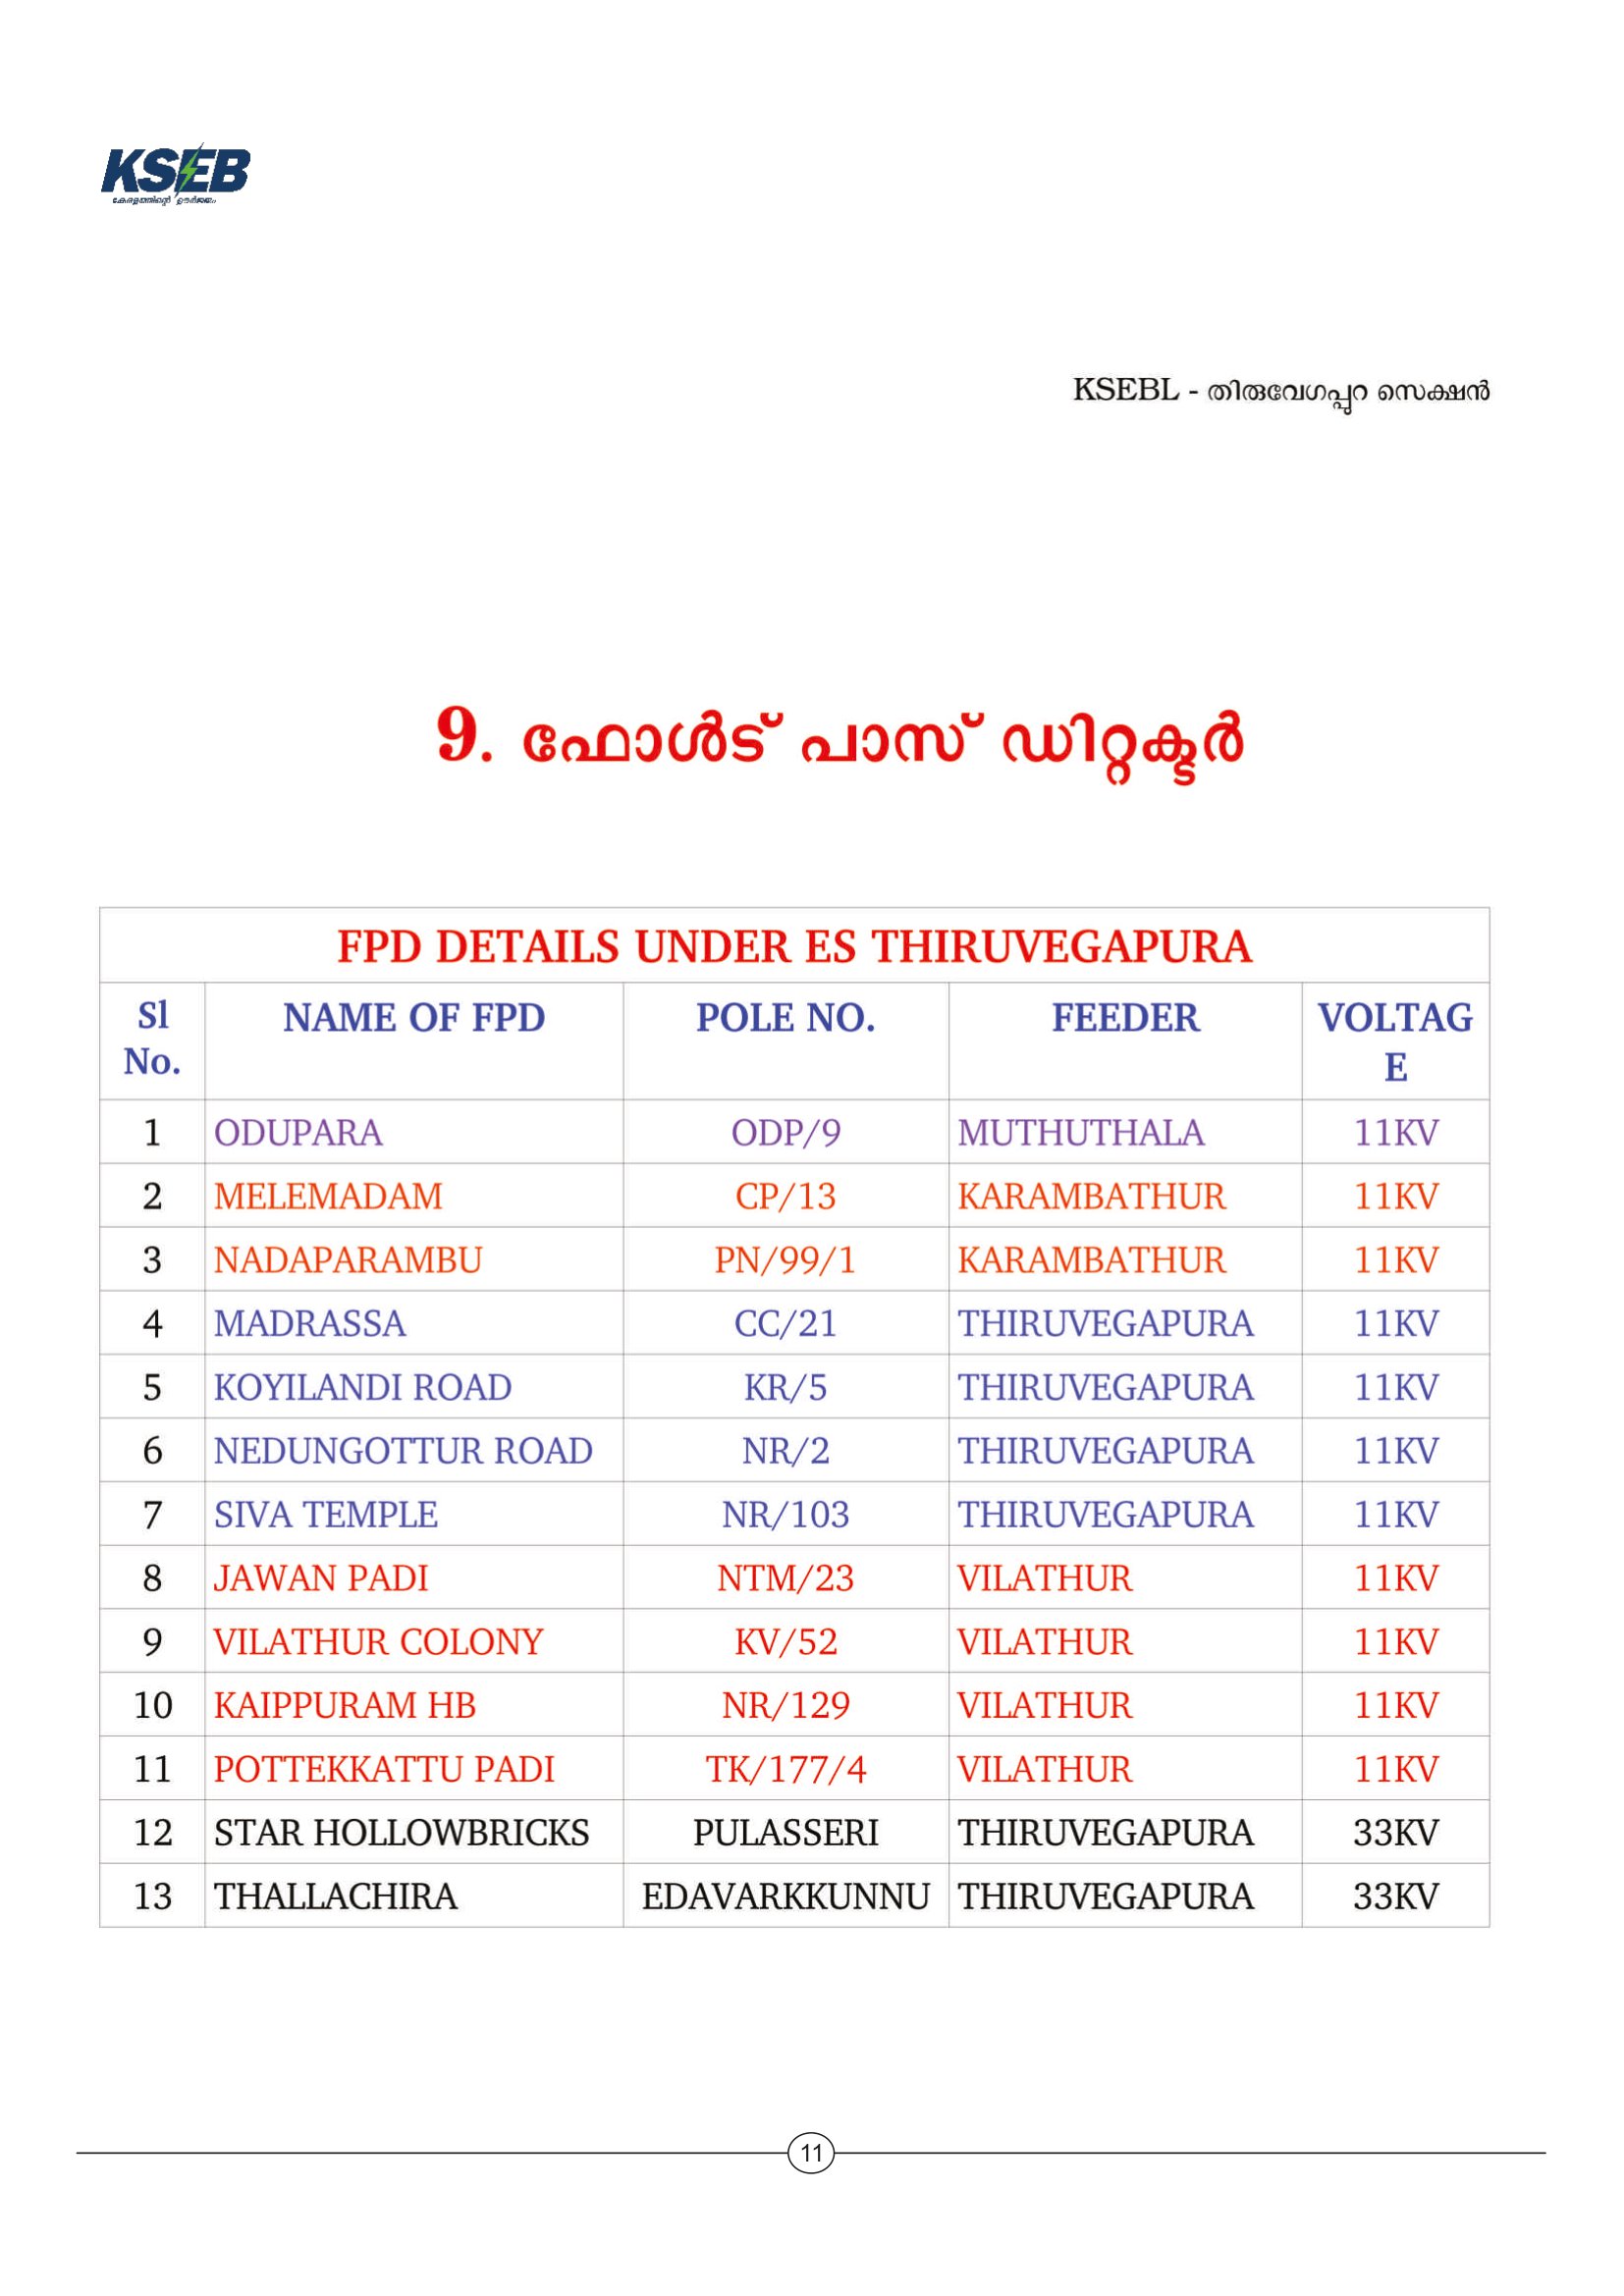 KSEB
കേരളത്തിന്റെ ഊർജ്ജം
KSEBL - തിരുവേഗപ്പുറ സെക്ഷൻ
9. ഫോൾട് പാസ് ഡിറ്റക്ടർ
FPD DETAILS UNDER ES THIRUVEGAPURA
Sl No. NAME OF FPD POLE NO. FEEDER VOLTAGE
1 ODUPARA ODP/9 MUTHUTHALA 11KV
2 MELEMADAM CP/13 KARAMBATHUR 11KV
3 NADAPARAMBU PN/99/1 KARAMBATHUR 11KV
4 MADRASSA CC/21 THIRUVEGAPURA 11KV
5 KOYILANDI ROAD KR/5 THIRUVEGAPURA 11KV
6 NEDUNGOTTUR ROAD NR/2 THIRUVEGAPURA 11KV
7 SIVA TEMPLE NR/103 THIRUVEGAPURA 11KV
8 JAWAN PADI NTM/23 VILATHUR 11KV
9 VILATHUR COLONY KV/52 VILATHUR 11KV
10 KAIPPURAM HB NR/129 VILATHUR 11KV
11 POTTEKKATTU PADI TK/177/4 VILATHUR 11KV
12 STAR HOLLOWBRICKS PULASSERI THIRUVEGAPURA 33KV
13 THALLACHIRA EDAVARKKUNNU THIRUVEGAPURA 33KV
11